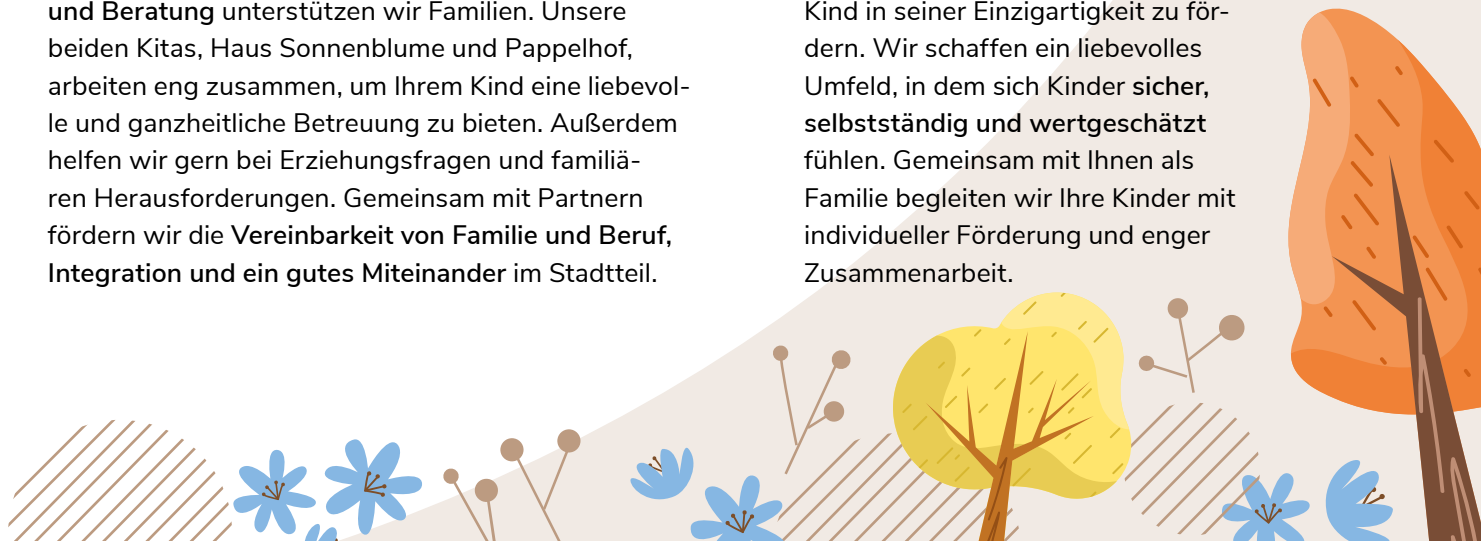 und Beratung unterstützen wir Familien. Unsere
beiden Kitas, Haus Sonnenblume und Pappelhof,
arbeiten eng zusammen, um Ihrem Kind eine liebevol-
le und ganzheitliche Betreuung zu bieten. Außerdem
helfen wir gern bei Erziehungsfragen und familiä-
ren Herausforderungen. Gemeinsam mit Partnern
fördern wir die Vereinbarkeit von Familie und Beruf,
Integration und ein gutes Miteinander im Stadtteil.
Kind in seiner Einzigartigkeit zu för-
dern. Wir schaffen ein liebevolles
Umfeld, in dem sich Kinder sicher,
selbstständig und wertgeschätzt
fühlen. Gemeinsam mit Ihnen als
Familie begleiten wir Ihre Kinder mit
individueller Förderung und enger
Zusammenarbeit.